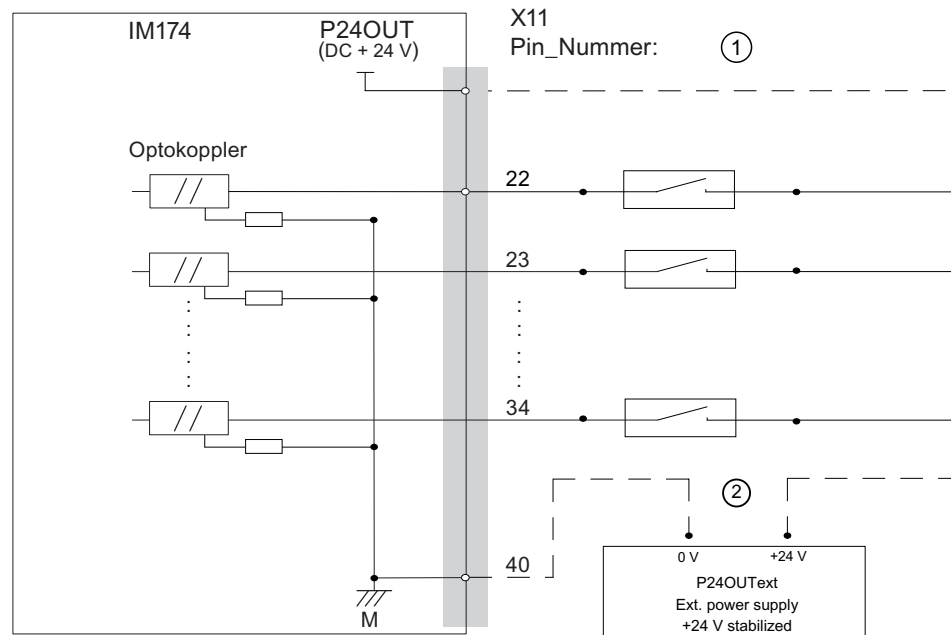 IM174
P24OUT
(DC + 24 V)
X11
Pin_Nummer:
1
Optokoppler
22
23
34
2
40
0 V
+24 V
P24OUText
Ext. power supply
+24 V stabilized
M